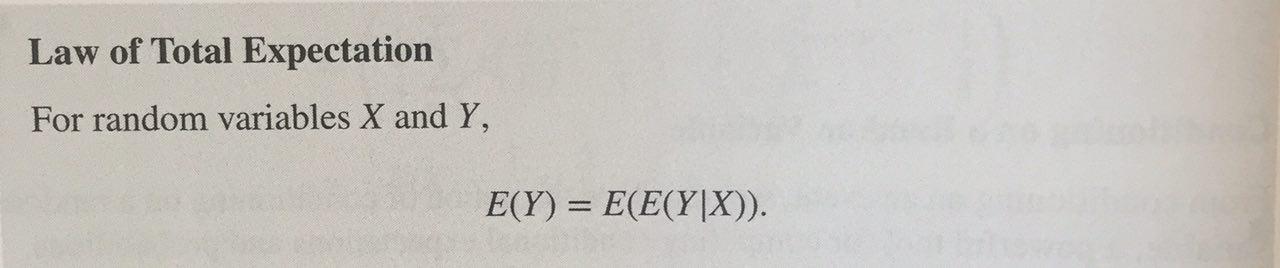 Law of Total Expectation
For random variables X and Y,
E(Y) = E(E(Y|X)).